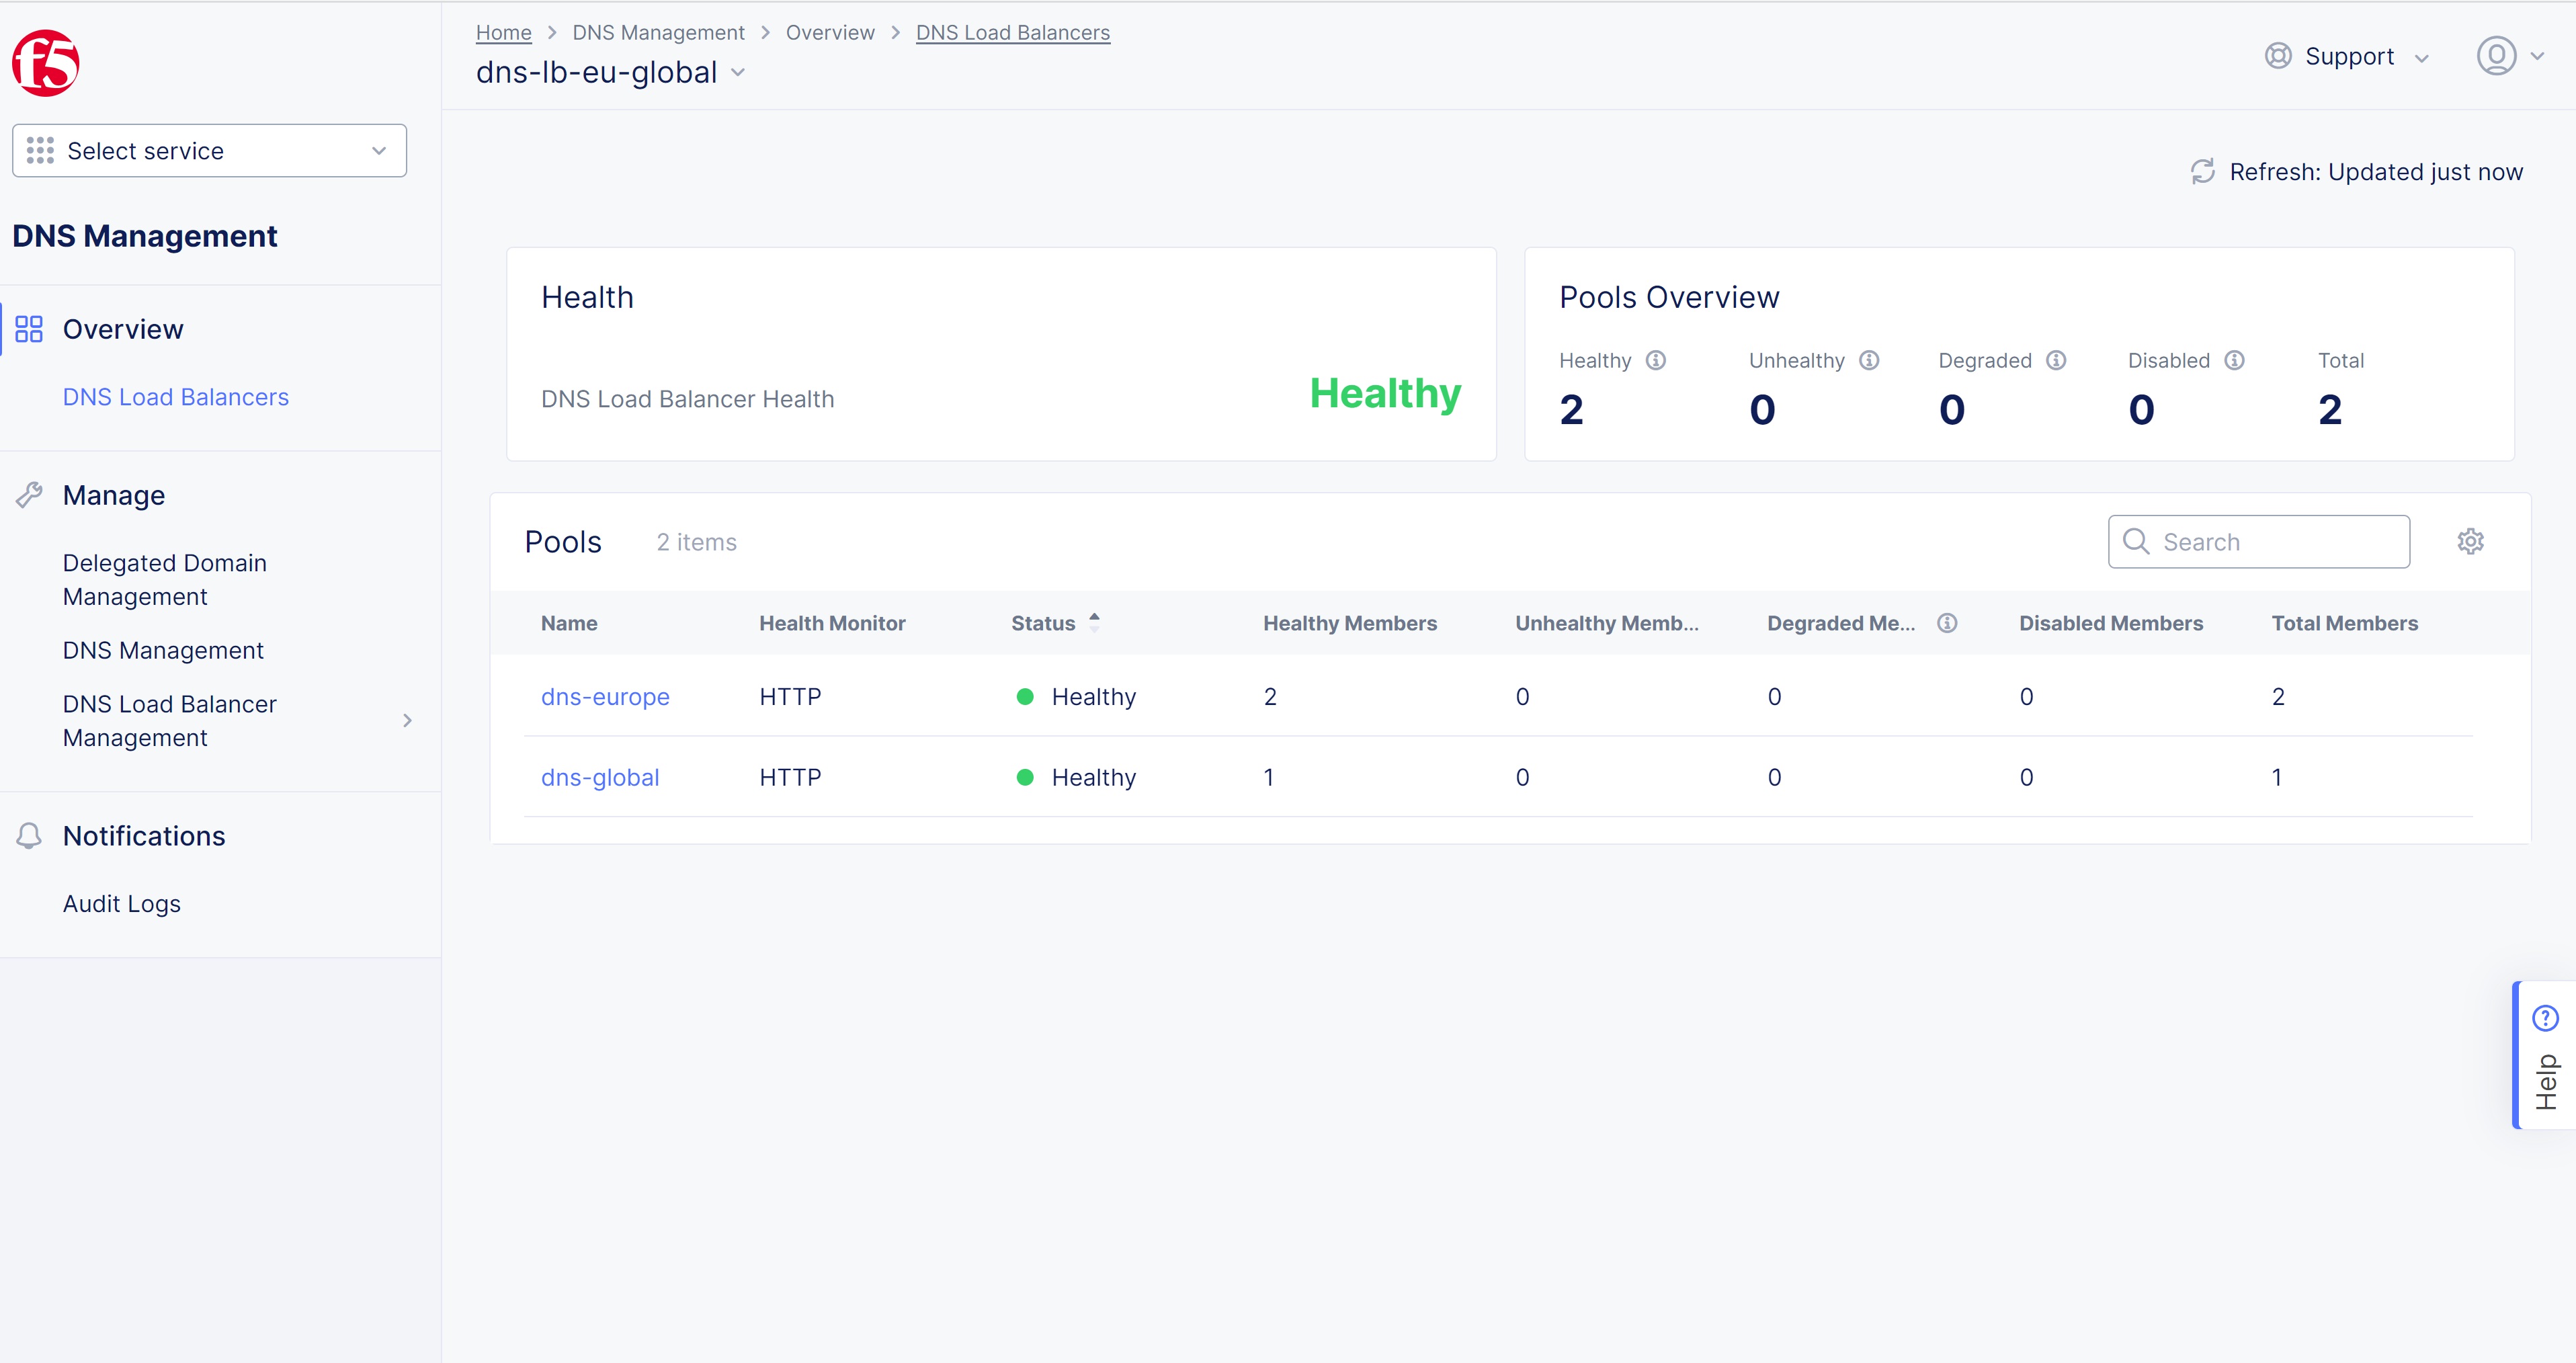 f5
Select service
DNS Management
Overview
DNS Load Balancers
Manage
Delegated Domain
Management
DNS Management
DNS Load Balancer
Management
Notifications
Audit Logs
Home > DNS Management > Overview > DNS Load Balancers
dns-lb-eu-global
Support
Refresh: Updated just now
Health
DNS Load Balancer Health Healthy
Pools Overview
Healthy Unhealthy Degraded Disabled Total
2 0 0 0 2
Pools 2 items Search
Name Health Monitor Status Healthy Members Unhealthy Memb... Degraded Me... Disabled Members Total Members
dns-europe HTTP Healthy 2 0 0 0 2
dns-global HTTP Healthy 1 0 0 0 1
Help